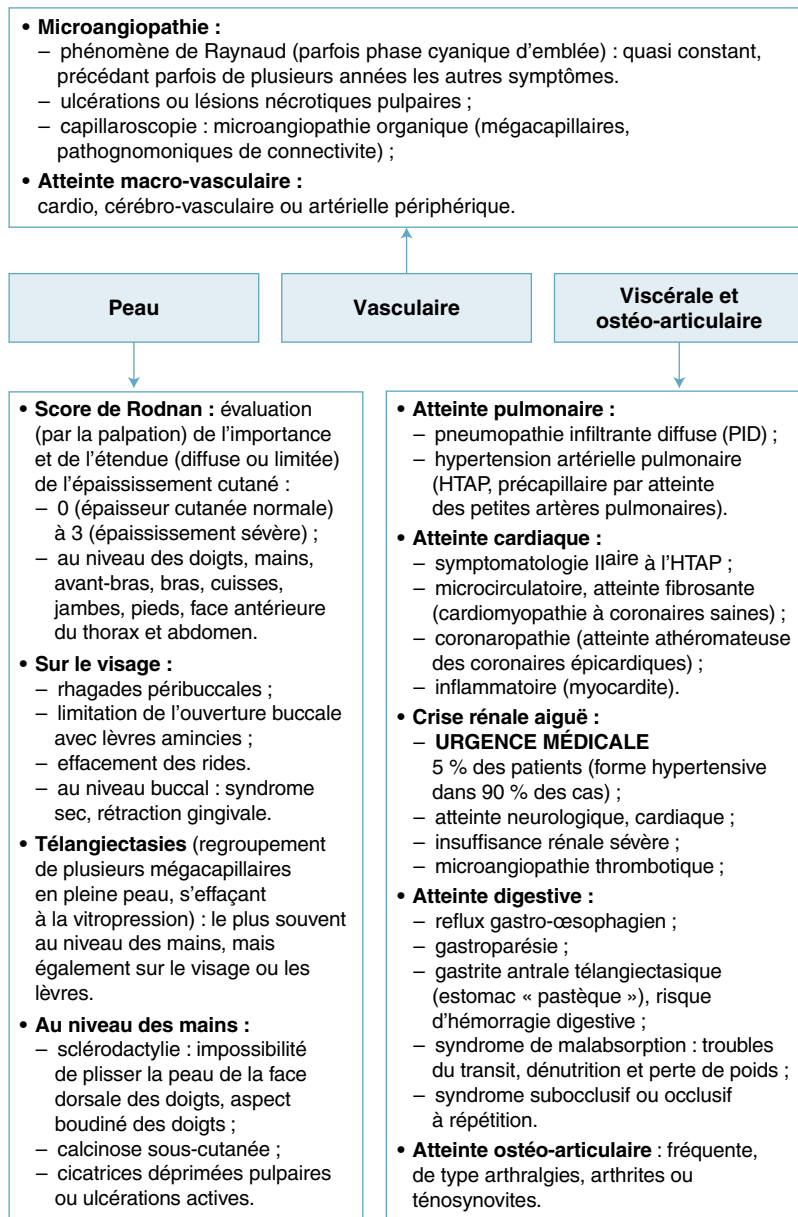 • Microangiopathie :
– phénomène de Raynaud (parfois phase cyanique d'emblée) : quasi constant,
précédant parfois de plusieurs années les autres symptômes.
– ulcérations ou lésions nécrotiques pulpaires ;
– capillaroscopie : microangiopathie organique (mégacapillaires,
pathognomoniques de connectivite) ;
• Atteinte macro-vasculaire :
cardio, cérébro-vasculaire ou artérielle périphérique.
Peau
Vasculaire
Viscérale et
ostéo-articulaire
• Score de Rodnan : évaluation
(par la palpation) de l'importance
et de l'étendue (diffuse ou limitée)
de l'épaississement cutané :
– 0 (épaisseur cutanée normale)
à 3 (épaississement sévère) ;
– au niveau des doigts, mains,
avant-bras, bras, cuisses,
jambes, pieds, face antérieure
du thorax et abdomen.
• Sur le visage :
– rhagades péribuccales ;
– limitation de l'ouverture buccale
avec lèvres amincies ;
– effacement des rides.
– au niveau buccal : syndrome
sec, rétraction gingivale.
• Télangiectasies (regroupement
de plusieurs mégacapillaires
en pleine peau, s'effaçant
à la vitropression) : le plus souvent
au niveau des mains, mais
également sur le visage ou les
lèvres.
• Au niveau des mains :
– sclérodactylie : impossibilité
de plisser la peau de la face
dorsale des doigts, aspect
boudiné des doigts ;
– calcinose sous-cutanée ;
– cicatrices déprimées pulpaires
ou ulcérations actives.
• Atteinte pulmonaire :
– pneumopathie infiltrante diffuse (PID) ;
– hypertension artérielle pulmonaire
(HTAP, précapillaire par atteinte
des petites artères pulmonaires).
• Atteinte cardiaque :
– symptomatologie IIaire à l'HTAP ;
– microcirculatoire, atteinte fibrosante
(cardiomyopathie à coronaires saines) ;
– coronaropathie (atteinte athéromateuse
des coronaires épicardiques) ;
– inflammatoire (myocardite).
• Crise rénale aiguë :
– URGENCE MÉDICALE
5 % des patients (forme hypertensive
dans 90 % des cas) ;
– atteinte neurologique, cardiaque ;
– insuffisance rénale sévère ;
– microangiopathie thrombotique ;
• Atteinte digestive :
– reflux gastro-œsophagien ;
– gastroparésie ;
– gastrite antrale télangiectasique
(estomac « pastèque »), risque
d'hémorragie digestive ;
– syndrome de malabsorption : troubles
du transit, dénutrition et perte de poids ;
– syndrome subocclusif ou occlusif
à répétition.
• Atteinte ostéo-articulaire : fréquente,
de type arthralgies, arthrites ou
ténosynovites.